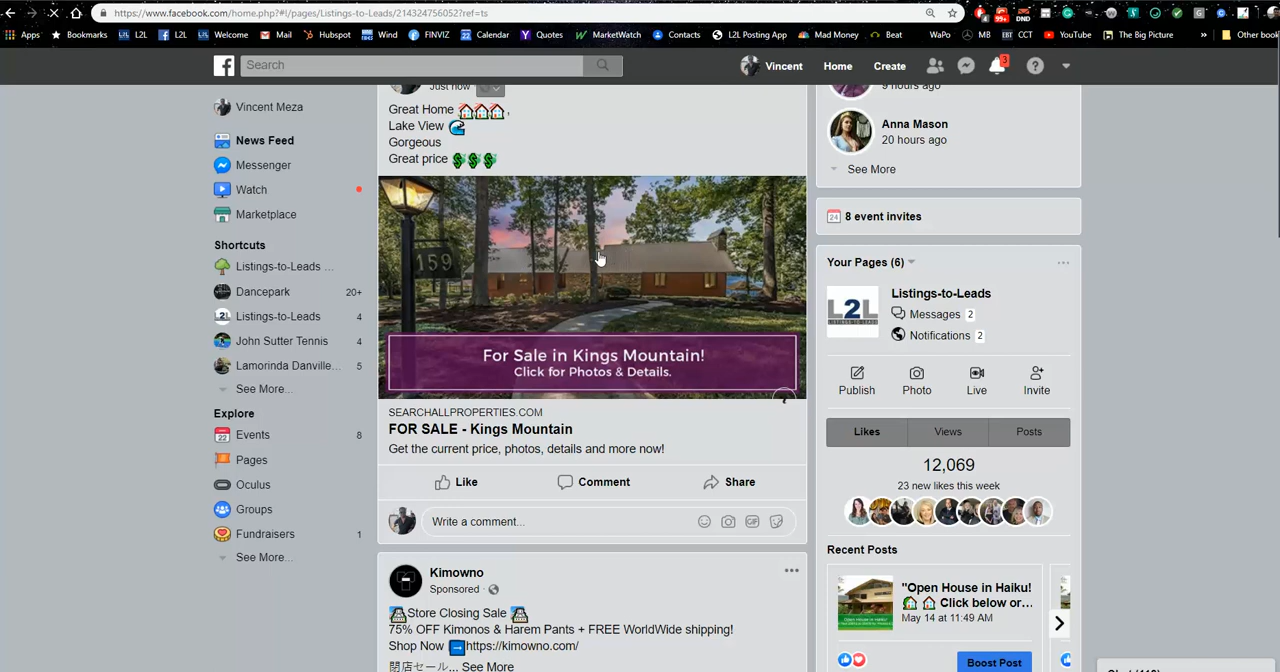 https://www.facebook.com/home.php?#!/pages/Listings-to-Leads/214324756052?ref=ts
Apps
Bookmarks
L2L
L2L
Welcome
Mail
Hubspot
Wind
FINVIZ
Calendar
Quotes
MarketWatch
Contacts
L2L Posting App
Mad Money
Beat
WaPo
MB
CCT
YouTube
The Big Picture
»
Other book
Search
Vincent
Home
Create
3
Vincent Meza
News Feed
Messenger
Watch
Marketplace
Shortcuts
Listings-to-Leads ...
Dancepark 20+
Listings-to-Leads 4
John Sutter Tennis 4
Lamorinda Danville... 5
See More...
Explore
Events 8
Pages
Oculus
Groups
Fundraisers 1
See More...
Just now
Great Home 🏠🏠🏠,
Lake View 🌊
Gorgeous
Great price 💲💲💲
159
For Sale in Kings Mountain!
Click for Photos & Details.
SEARCHALLPROPERTIES.COM
FOR SALE - Kings Mountain
Get the current price, photos, details and more now!
Like
Comment
Share
Write a comment...
GIF
Kimowno
Sponsored ·
Store Closing Sale
75% OFF Kimonos & Harem Pants + FREE WorldWide shipping!
Shop Now ➡https://kimowno.com/
閉店セール... See More
9 hours ago
Anna Mason
20 hours ago
See More
24
8 event invites
Your Pages (6)
L2L
LISTINGS-TO-LEADS
Listings-to-Leads
Messages 2
Notifications 2
Publish
Photo
Live
Invite
Likes
Views
Posts
12,069
23 new likes this week
Recent Posts
"Open House in Haiku!
Click below or...
May 14 at 11:49 AM
Boost Post